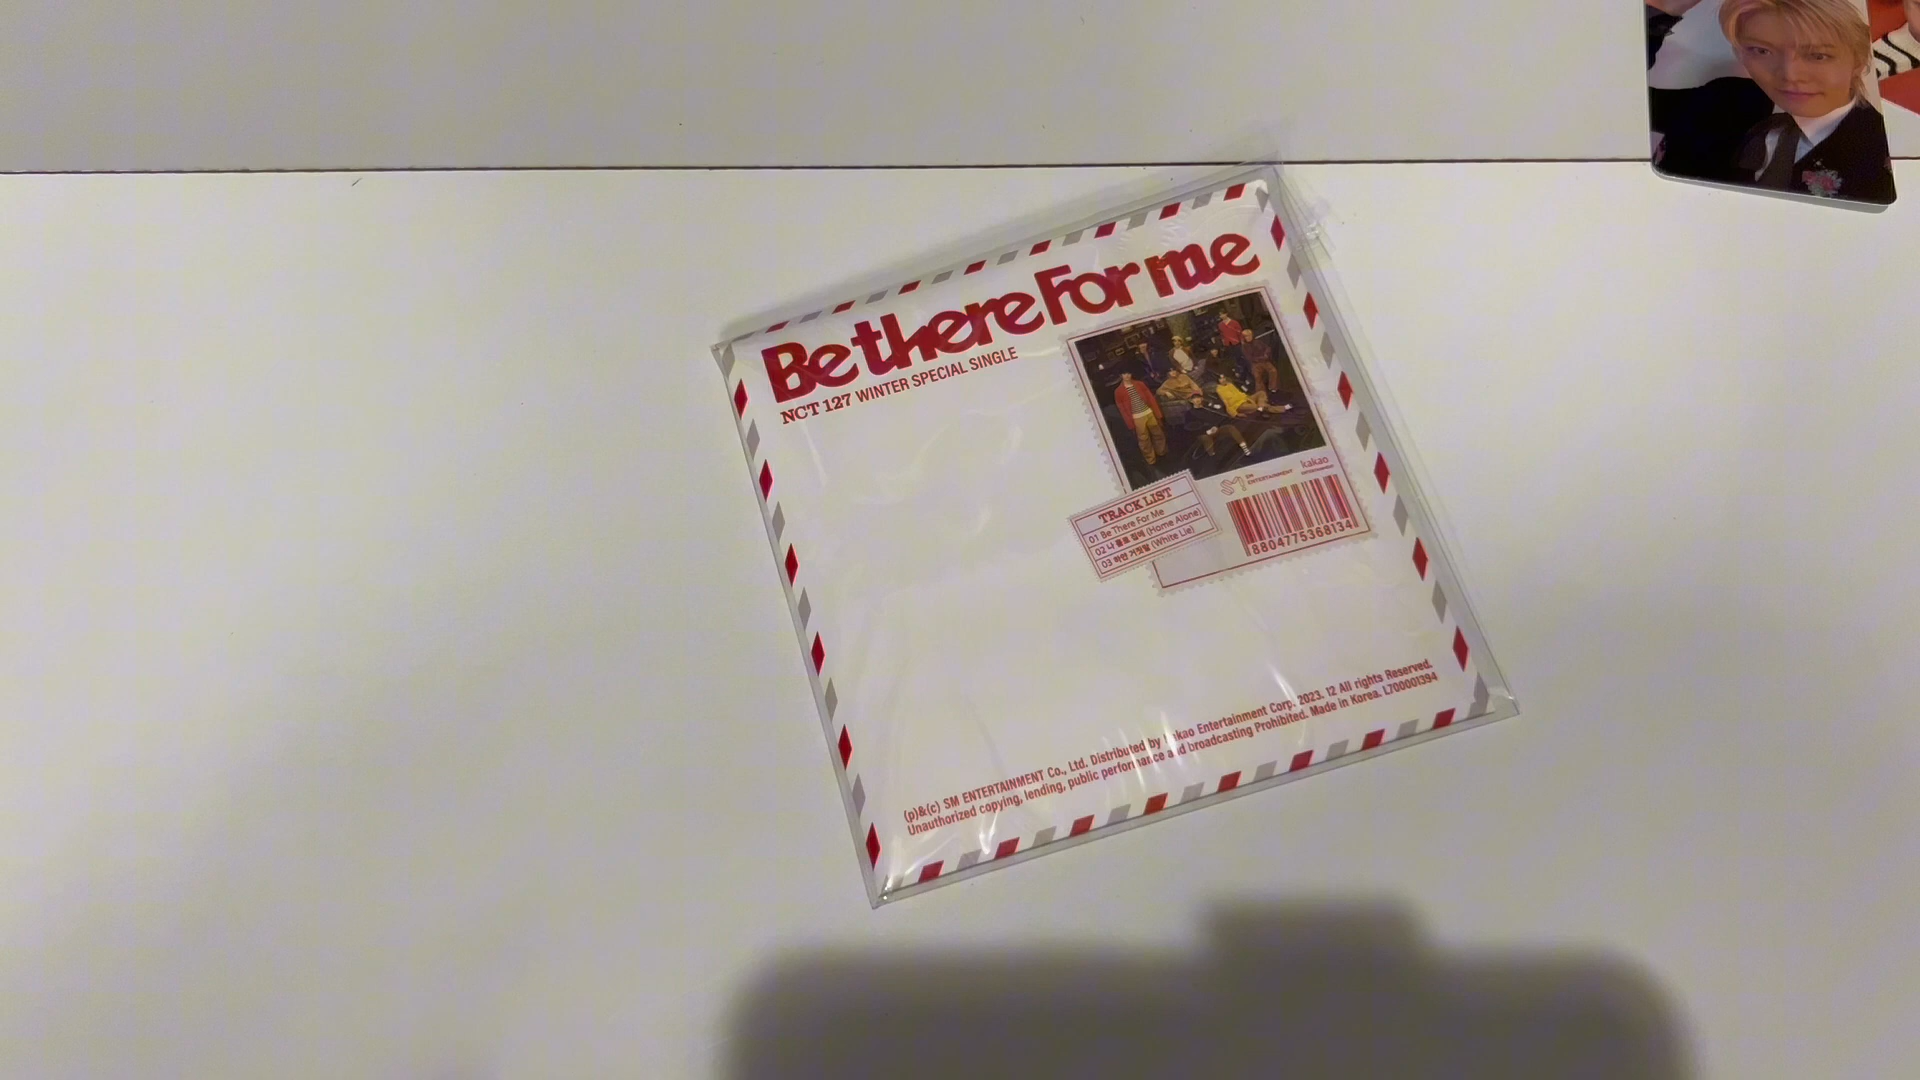 Be there For me
NCT 127 WINTER SPECIAL SINGLE
SM ENTERTAINMENT
kakao ENTERTAINMENT
TRACK LIST
01 Be There For Me
02 나 홀로 집에 (Home Alone)
03 하얀 거짓말 (White Lie)
8804775368134
(p)&(c) SM ENTERTAINMENT Co., Ltd. Distributed by Kakao Entertainment Corp. 2023. 12 All rights Reserved.
Unauthorized copying, lending, public performance and broadcasting Prohibited. Made in Korea. L700001394